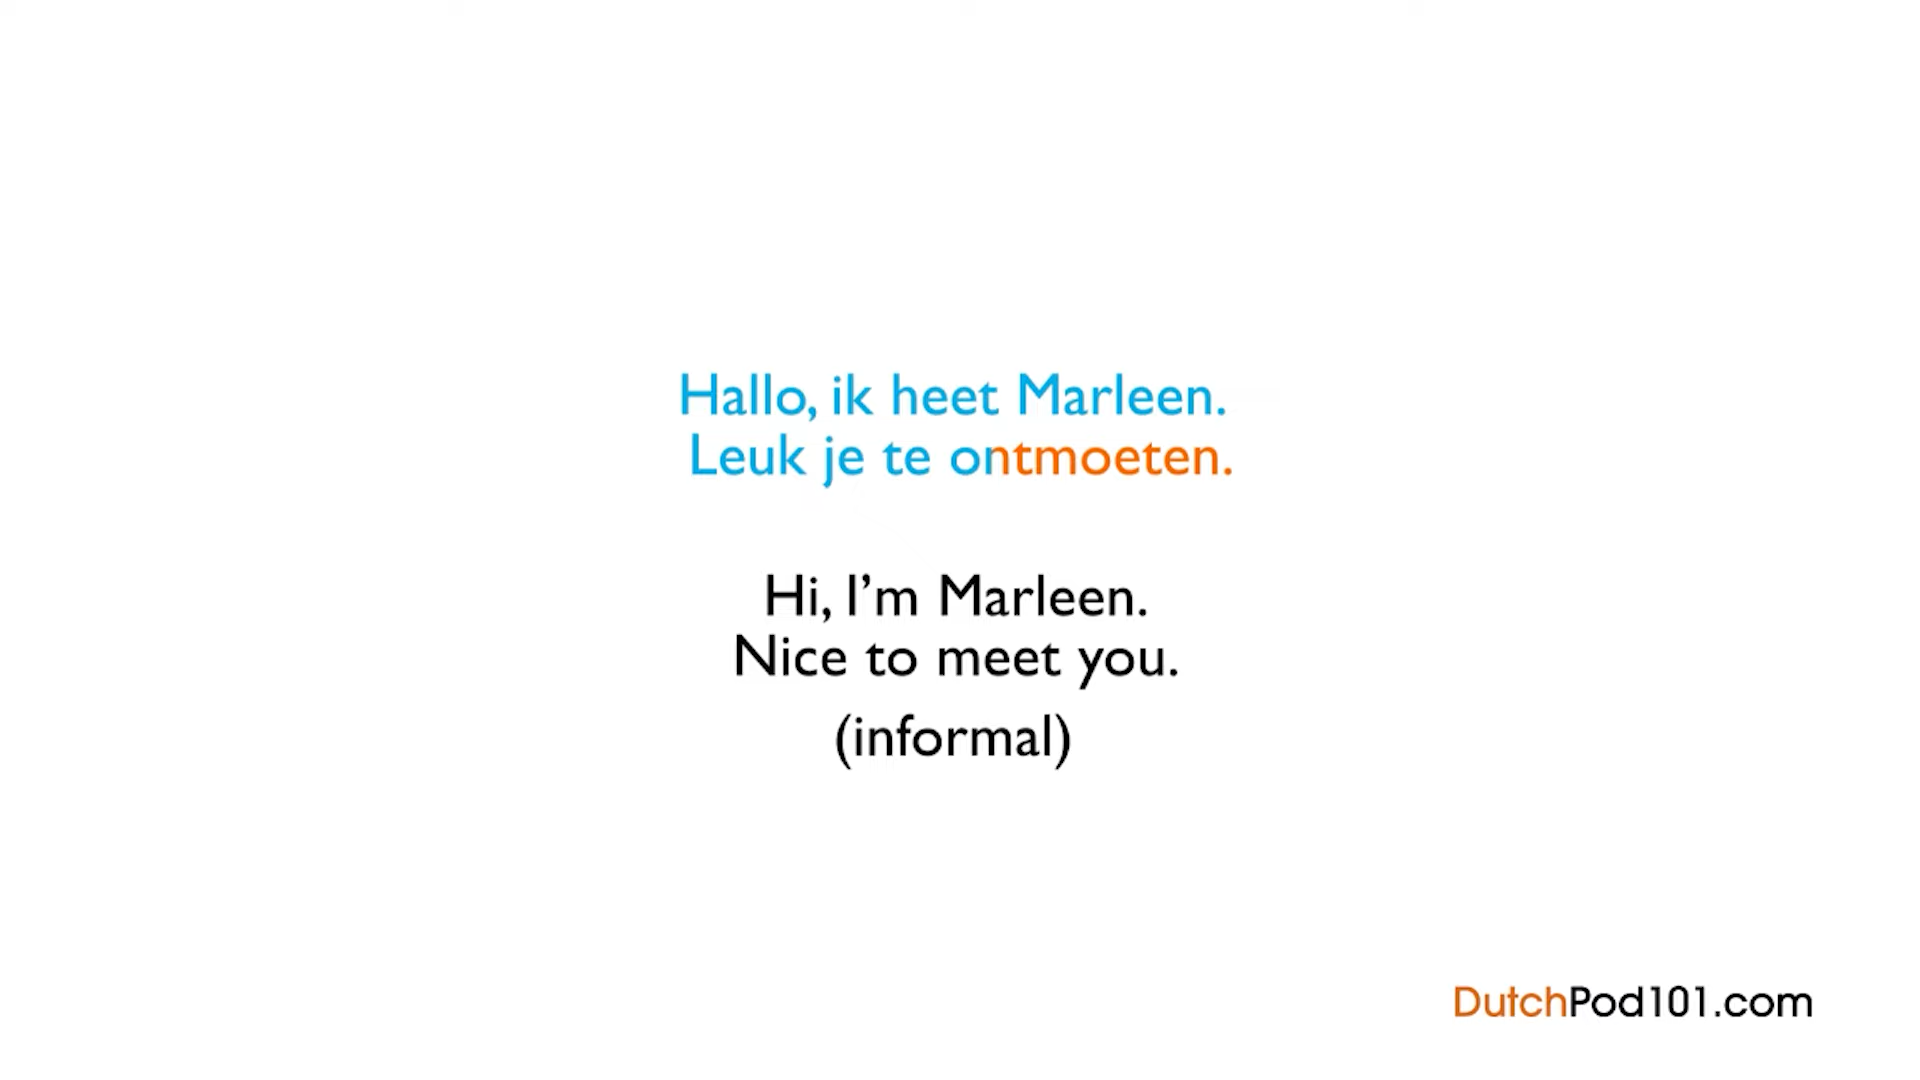 Hallo, ik heet Marleen.
Leuk je te ontmoeten.
Hi, I’m Marleen.
Nice to meet you.
(informal)
DutchPod101.com